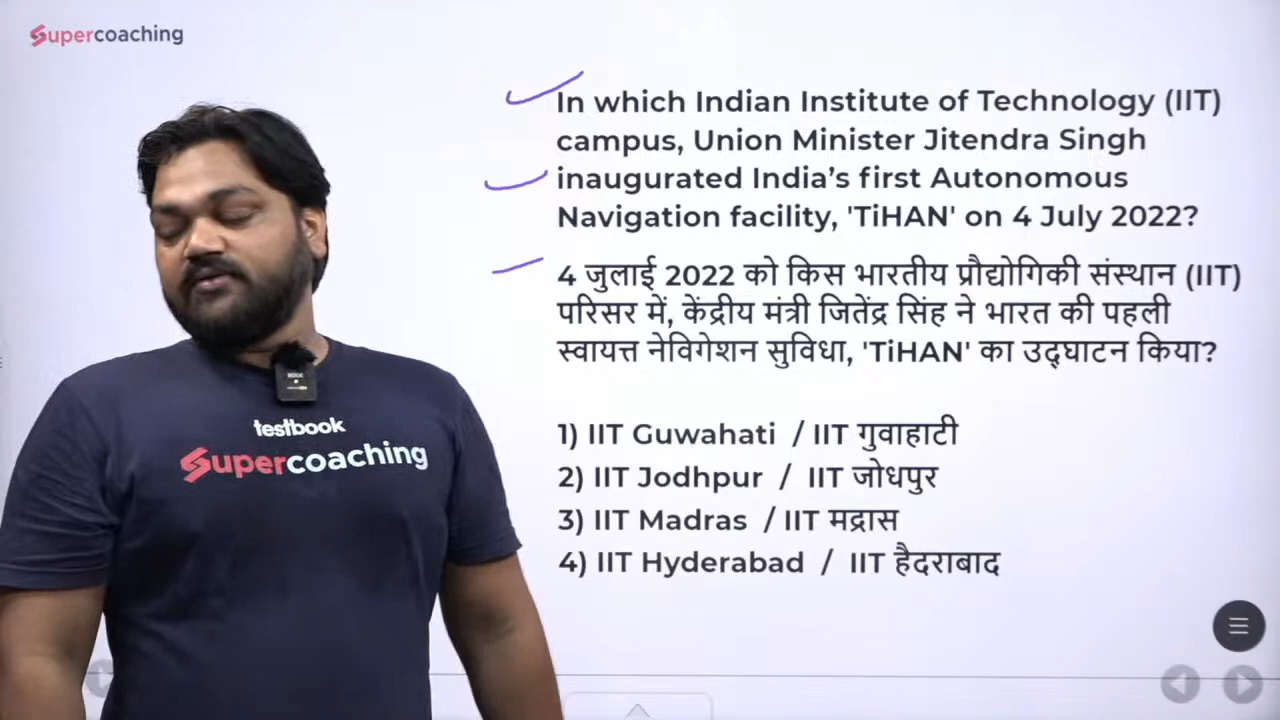 Supercoaching
In which Indian Institute of Technology (IIT)
campus, Union Minister Jitendra Singh
inaugurated India's first Autonomous
Navigation facility, 'TiHAN' on 4 July 2022?
4 जुलाई 2022 को किस भारतीय प्रौद्योगिकी संस्थान (IIT)
परिसर में, केंद्रीय मंत्री जितेंद्र सिंह ने भारत की पहली
स्वायत्त नेविगेशन सुविधा, 'TiHAN' का उद्घाटन किया?
1) IIT Guwahati / IIT गुवाहाटी
2) IIT Jodhpur / IIT जोधपुर
3) IIT Madras / IIT मद्रास
4) IIT Hyderabad / IIT हैदराबाद
testbook
Supercoaching